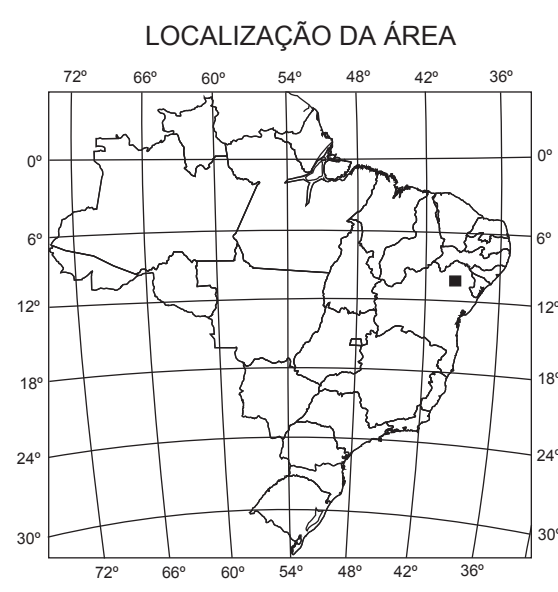 LOCALIZAÇÃO DA ÁREA
72º 66º 60º 54º 48º 42º 36º
0º 0º
6º 6º
12º 12º
18º 18º
24º 24º
30º 30º
72º 66º 60º 54º 48º 42º 36º